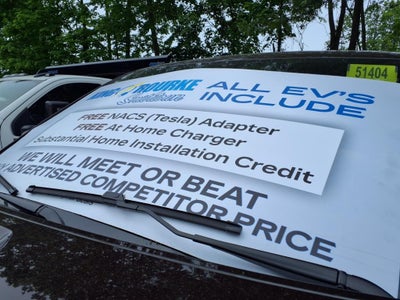 51404
O'ROURKE
ALL EV'S
INCLUDE
FREE NACS (Tesla) Adapter
FREE At Home Charger
Substantial Home Installation Credit
WE WILL MEET OR BEAT
ADVERTISED COMPETITOR PRICE